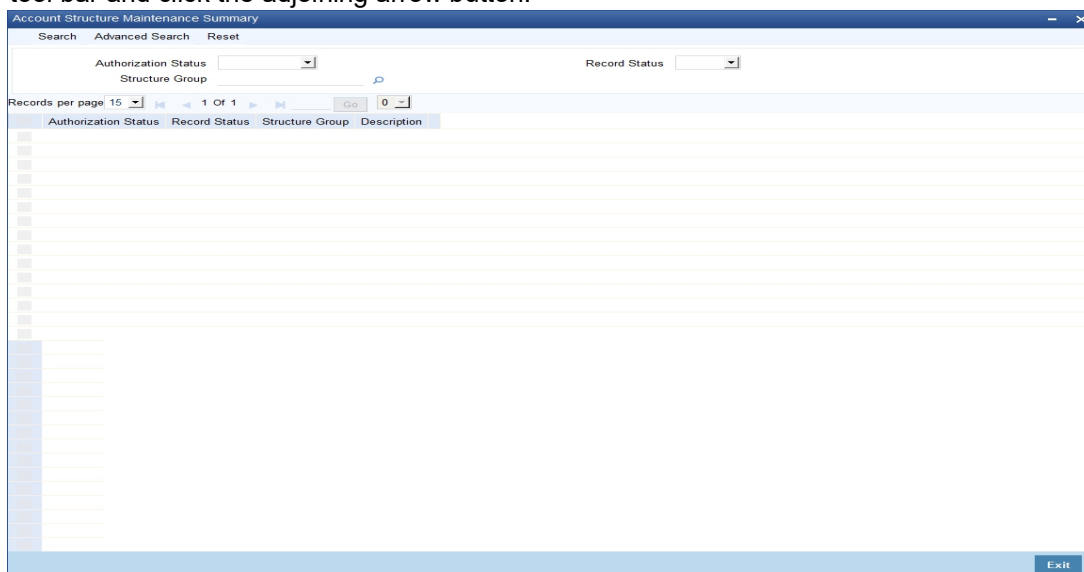 tool bar and click the adjoining arrow button.
Account Structure Maintenance Summary
Search Advanced Search Reset
Authorization Status Record Status
Structure Group
Records per page 15 1 Of 1 Go 0
Authorization Status Record Status Structure Group Description
Exit